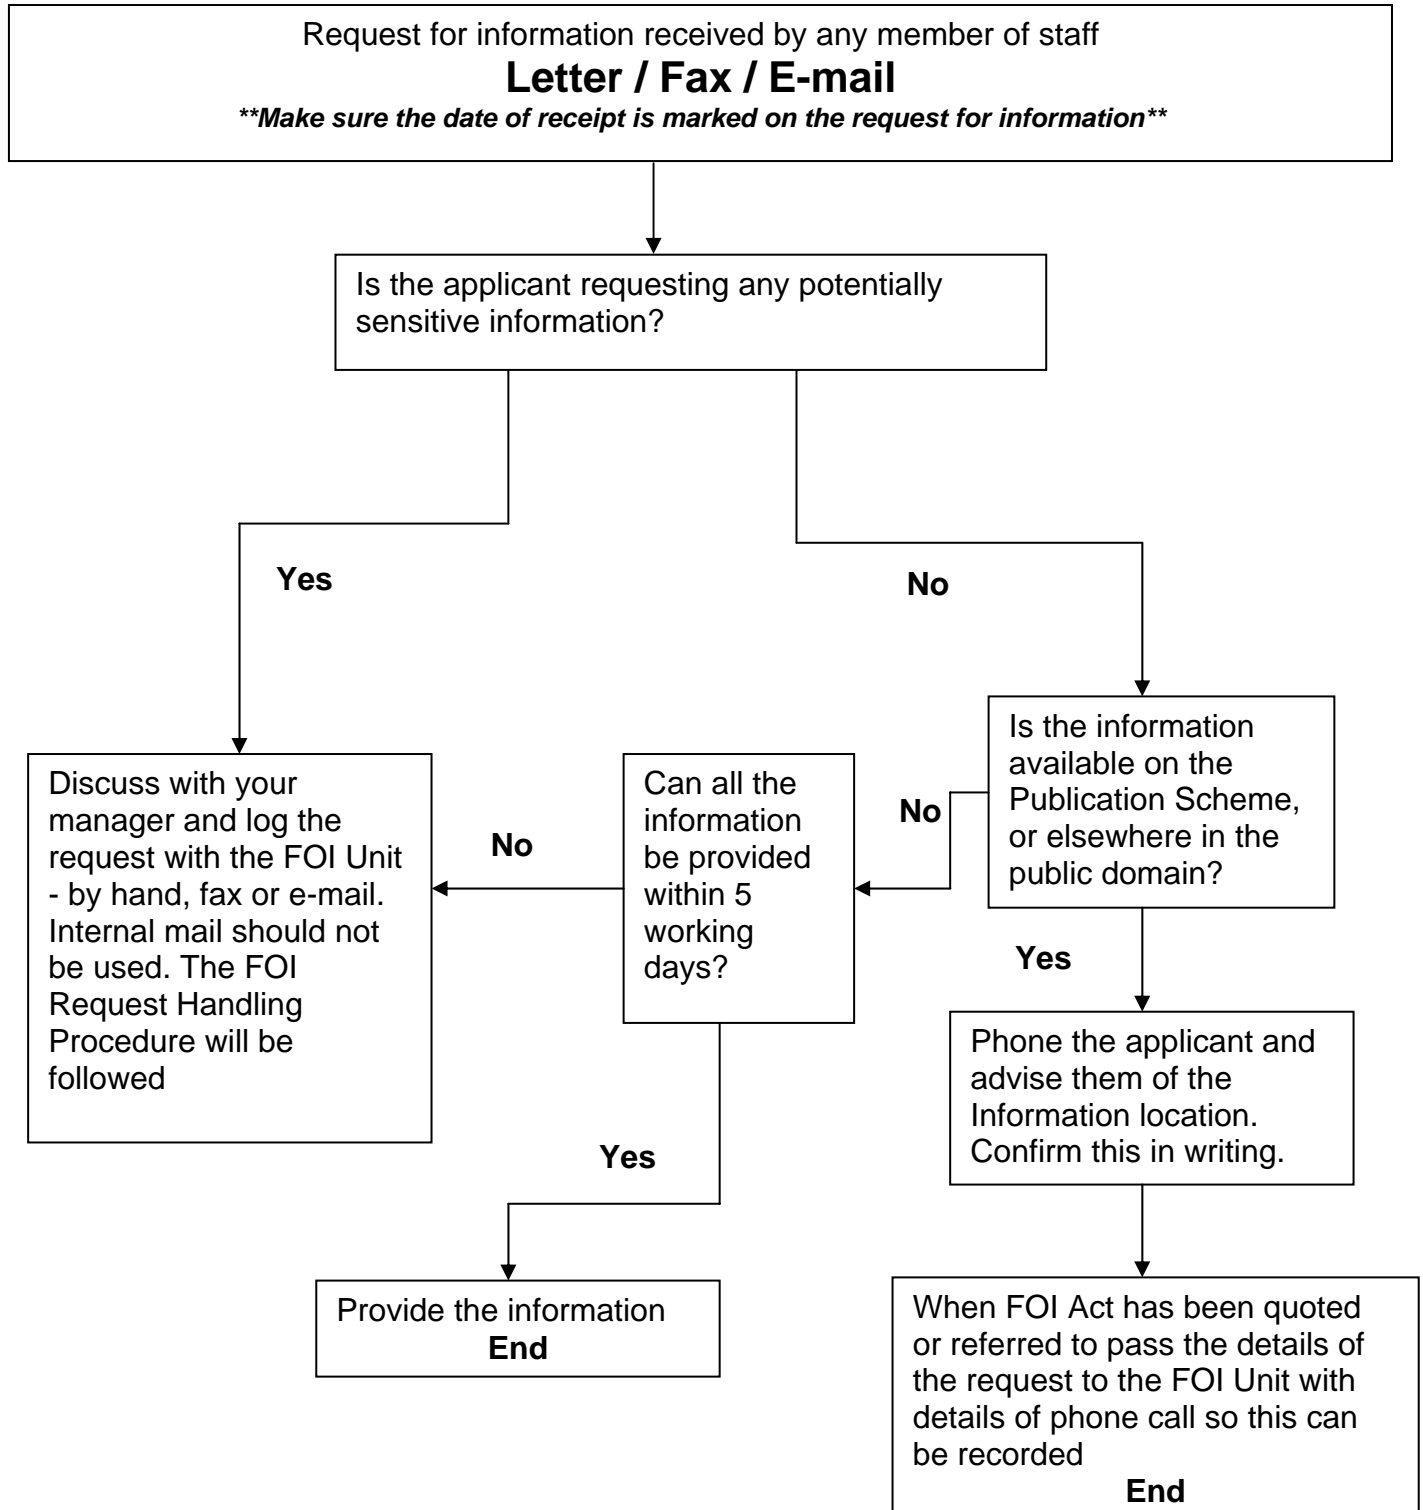 Request for information received by any member of staff
Letter / Fax / E-mail
**Make sure the date of receipt is marked on the request for information**
Is the applicant requesting any potentially
sensitive information?
Yes
No
Is the information
available on the
Publication Scheme,
or elsewhere in the
public domain?
No
Can all the
information
be provided
within 5
working
days?
No
Discuss with your
manager and log the
request with the FOI Unit
- by hand, fax or e-mail.
Internal mail should not
be used. The FOI
Request Handling
Procedure will be
followed
Yes
Phone the applicant and
advise them of the
Information location.
Confirm this in writing.
Yes
Provide the information
End
When FOI Act has been quoted
or referred to pass the details of
the request to the FOI Unit with
details of phone call so this can
be recorded
End